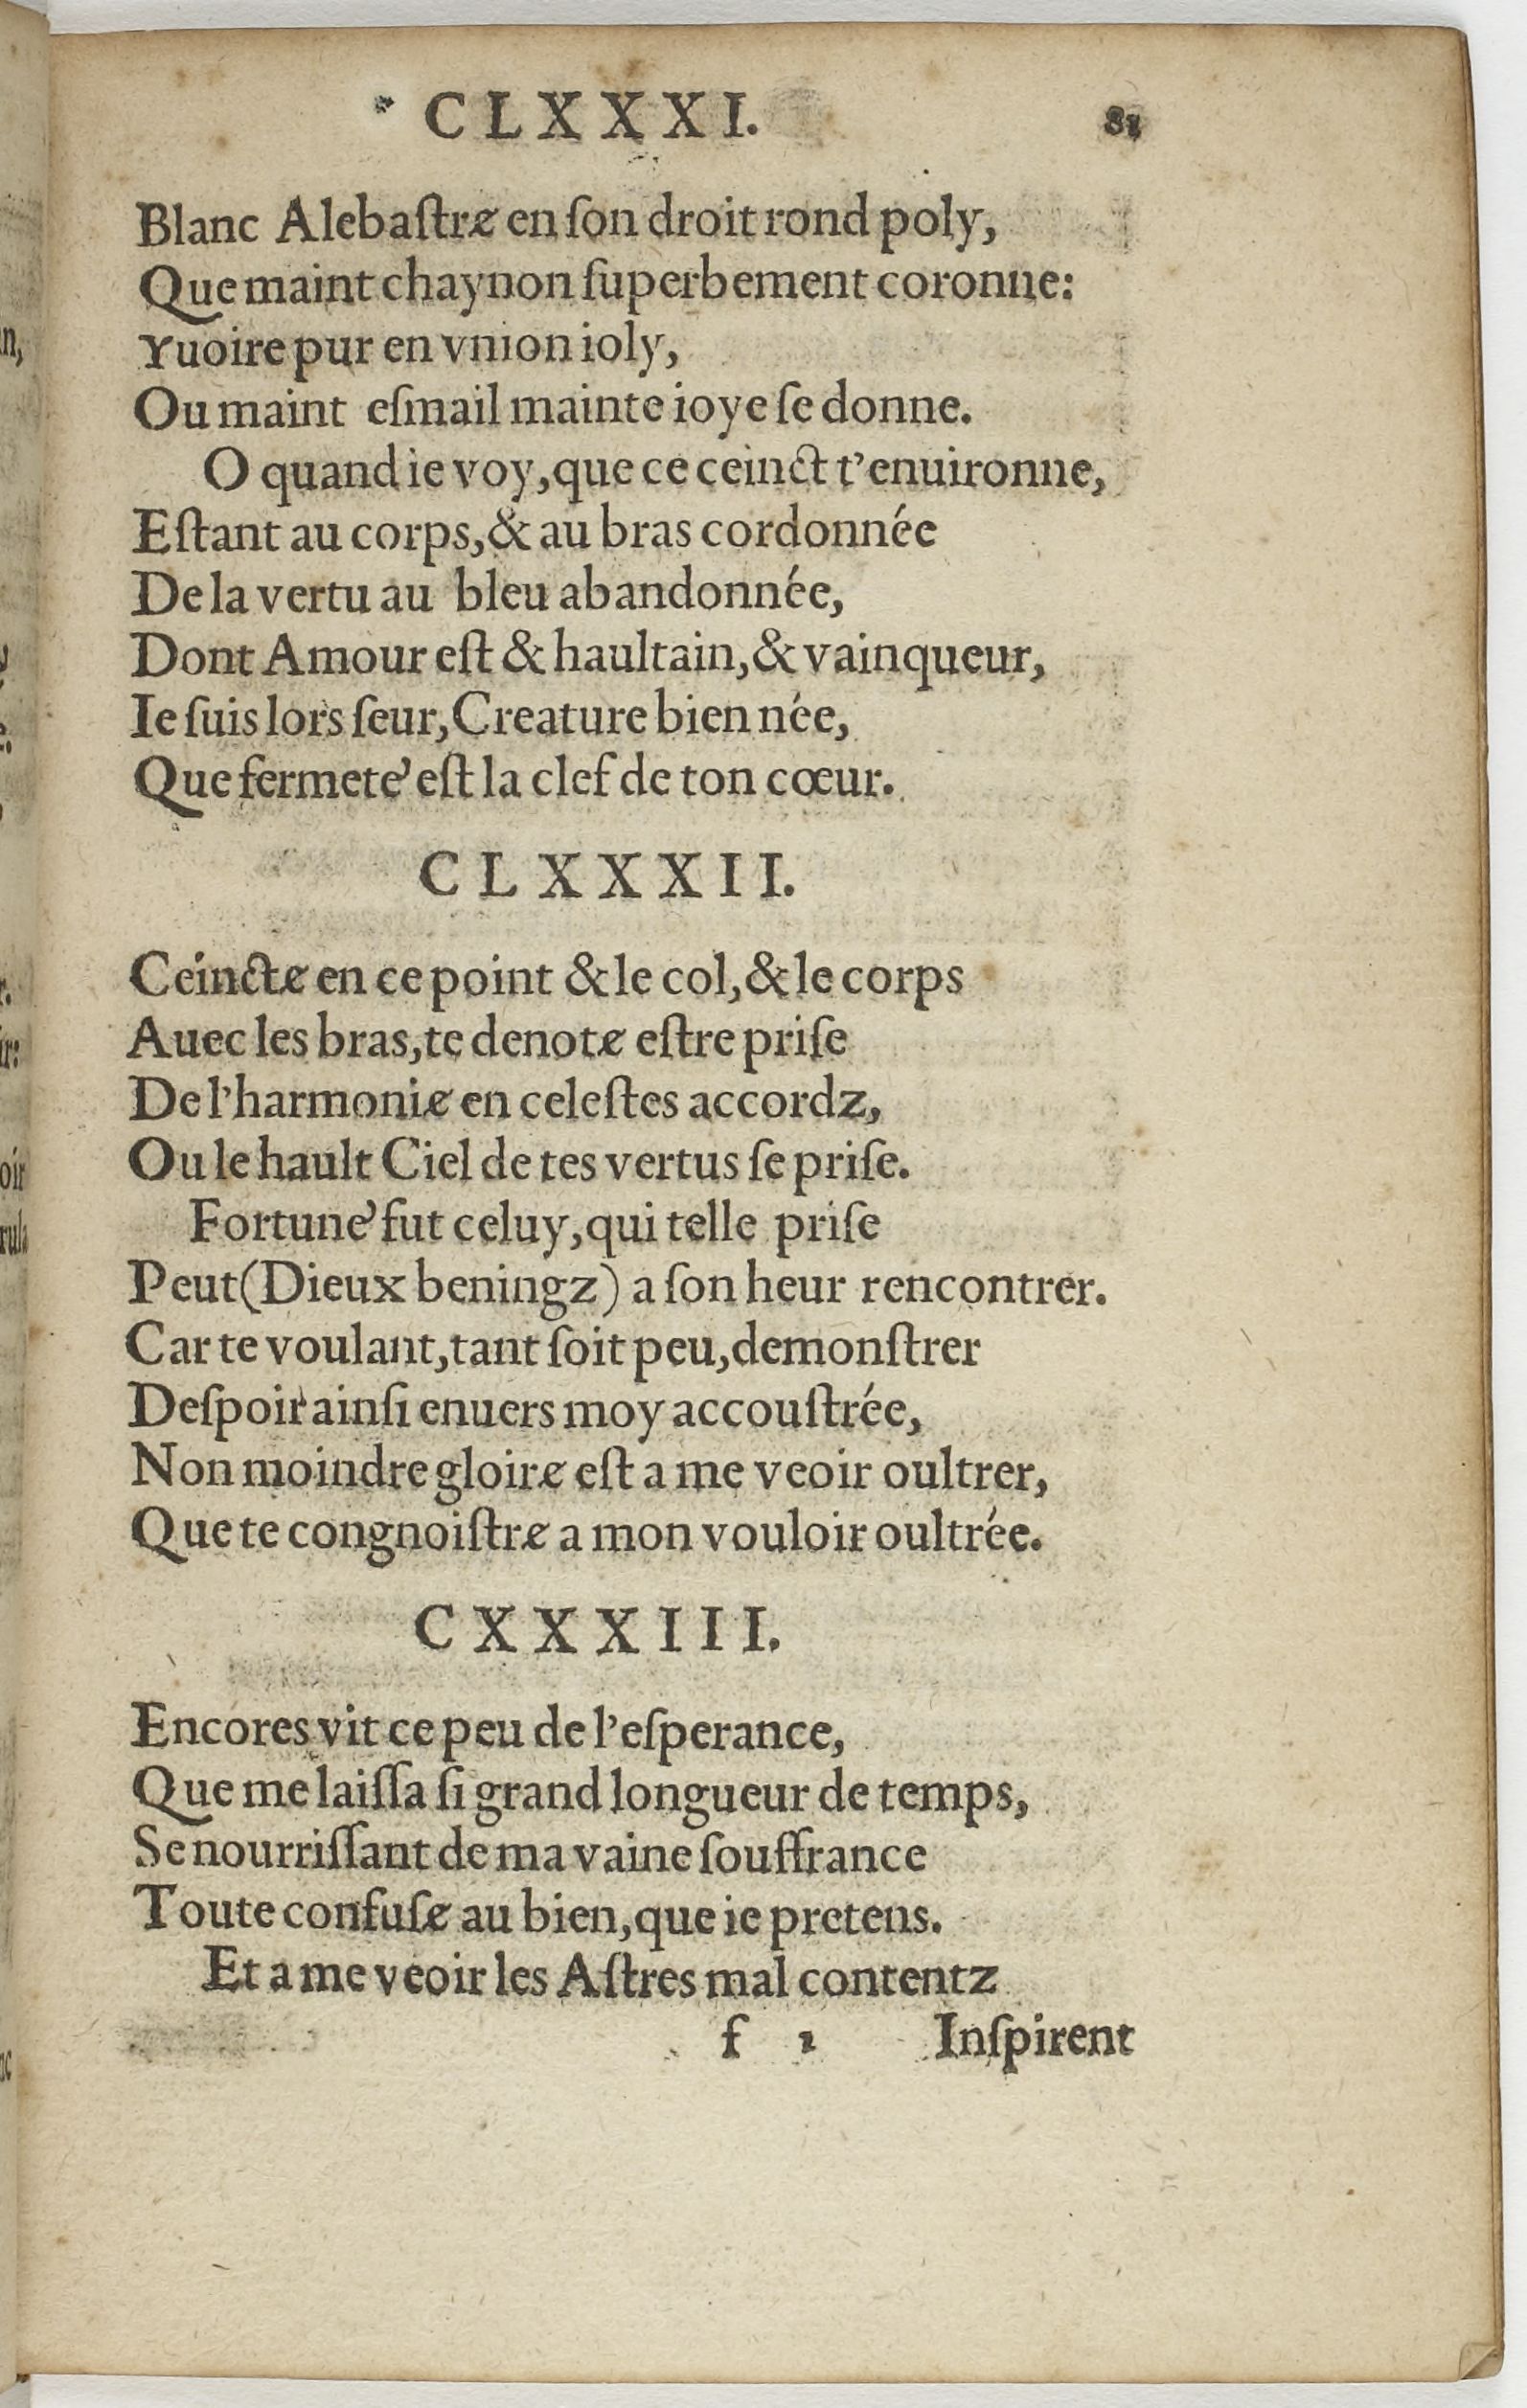 CLXXXI. 81
Blanc Alebaſtre en ſon droit rond poly,
Que maint chaynon ſuperbement coronne:
Yuoire pur en vnion ioly,
Ou maint eſmail mainte ioye ſe donne.
O quand ie voy, que ce ceinct t'enuironne,
Eſtant au corps, & au bras cordonnée
De la vertu au bleu abandonnée,
Dont Amour eſt & haultain, & vainqueur,
Ie ſuis lors ſeur, Creature bien née,
Que fermete' eſt la clef de ton cœur.
CLXXXII.
Ceincte en ce point & le col, & le corps
Auec les bras, te denote eſtre priſe
De l'harmonie en celeſtes accordz,
Ou le hault Ciel de tes vertus ſe priſe.
Fortune' fut celuy, qui telle priſe
Peut (Dieux beningz) a ſon heur rencontrer.
Car te voulant, tant ſoit peu, demonſtrer
Deſpoir ainſi enuers moy accouſtrée,
Non moindre gloire eſt a me veoir oultrer,
Que te congnoiſtre a mon vouloir oultrée.
CXXXIII.
Encores vit ce peu de l'eſperance,
Que me laiſſa ſi grand longueur de temps,
Se nourriſſant de ma vaine ſouffrance
Toute confuſe au bien, que ie pretens.
Et a me veoir les Aſtres mal contentz
f 1 Inſpirent